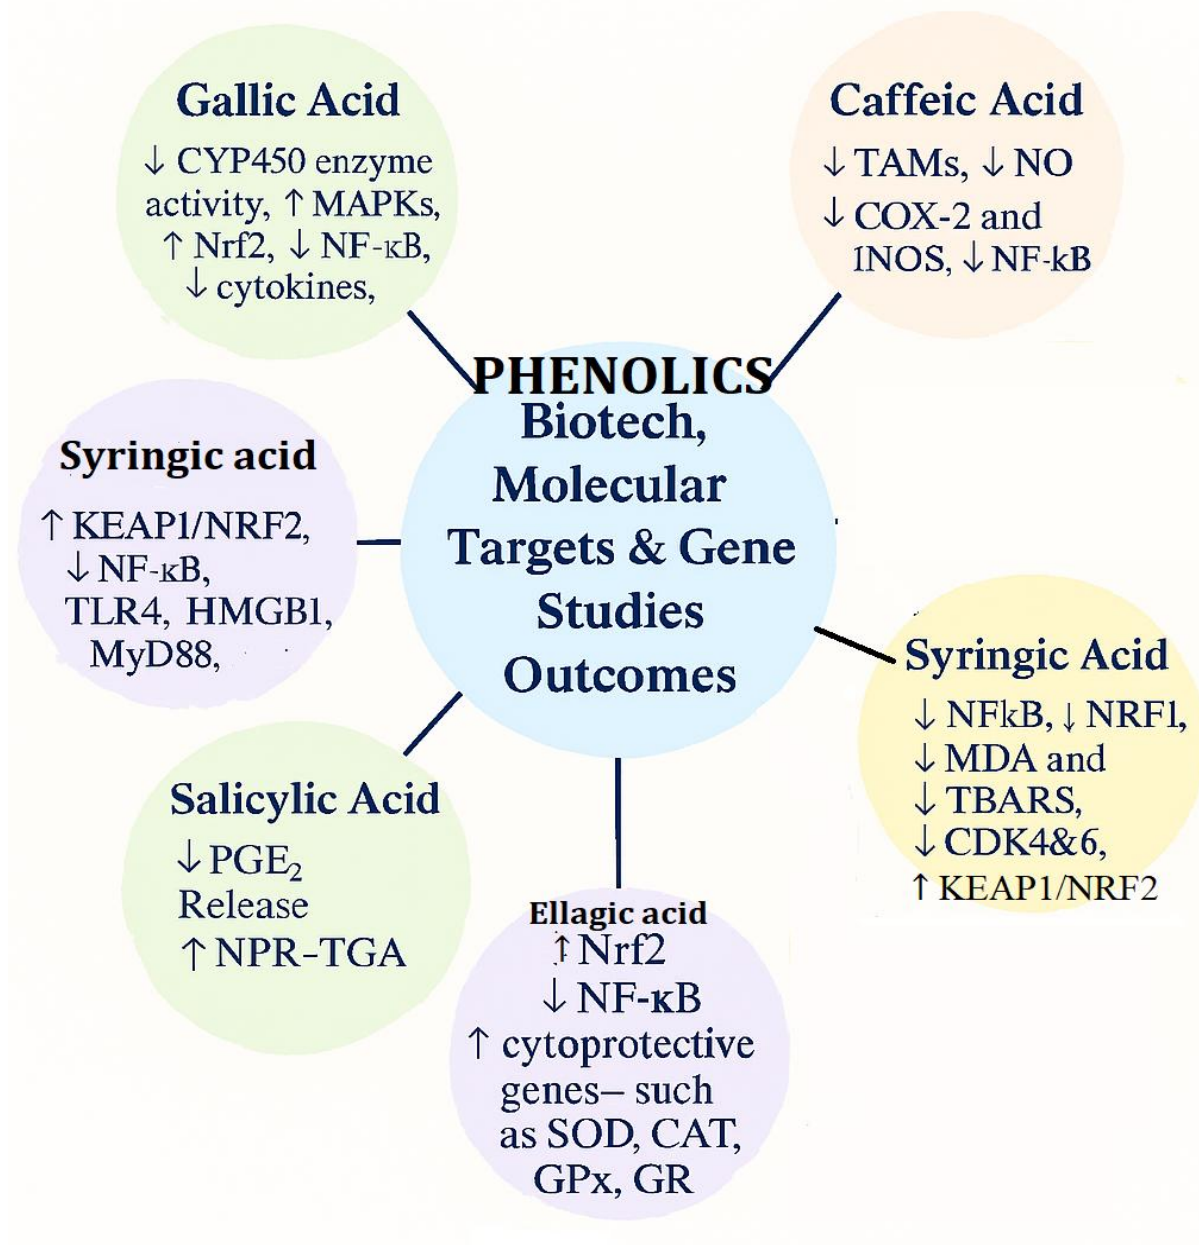 Gallic Acid
↓ CYP450 enzyme
activity, ↑ MAPKs,
↑ Nrf2, ↓ NF-κB,
↓ cytokines,
Caffeic Acid
↓ TAMs, ↓ NO
↓ COX-2 and
1NOS, ↓ NF-kB
PHENOLICS
Biotech,
Molecular
Targets & Gene
Studies
Outcomes
Syringic acid
↑ KEAP1/NRF2,
↓ NF-κB,
TLR4, HMGB1,
MyD88,
Syringic Acid
↓ NFkB, ↓ NRF1,
↓ MDA and
↓ TBARS,
↓ CDK4&6,
↑ KEAP1/NRF2
Salicylic Acid
↓ PGE₂
Release
↑ NPR–TGA
Ellagic acid
↑ Nrf2
↓ NF-κB
↑ cytoprotective
genes– such
as SOD, CAT,
GPx, GR